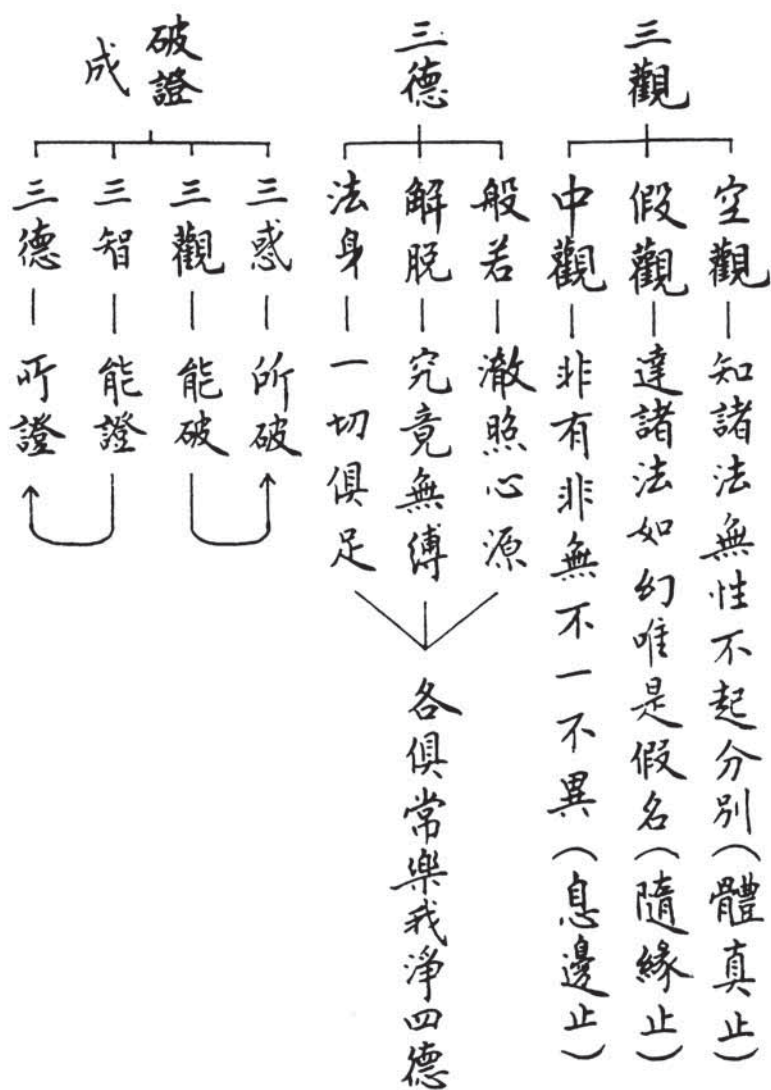 三觀
空觀—知諸法無性不起分別(體真止)
假觀—達諸法如幻唯是假名(隨緣止)
中觀—非有非無不一不異(息邊止)
三德
般若—澈照心源
解脫—究竟無縛
法身—一切俱足
各俱常樂我淨四德
破證
成
三惑—所破
三觀—能破
三智—能證
三德—所證